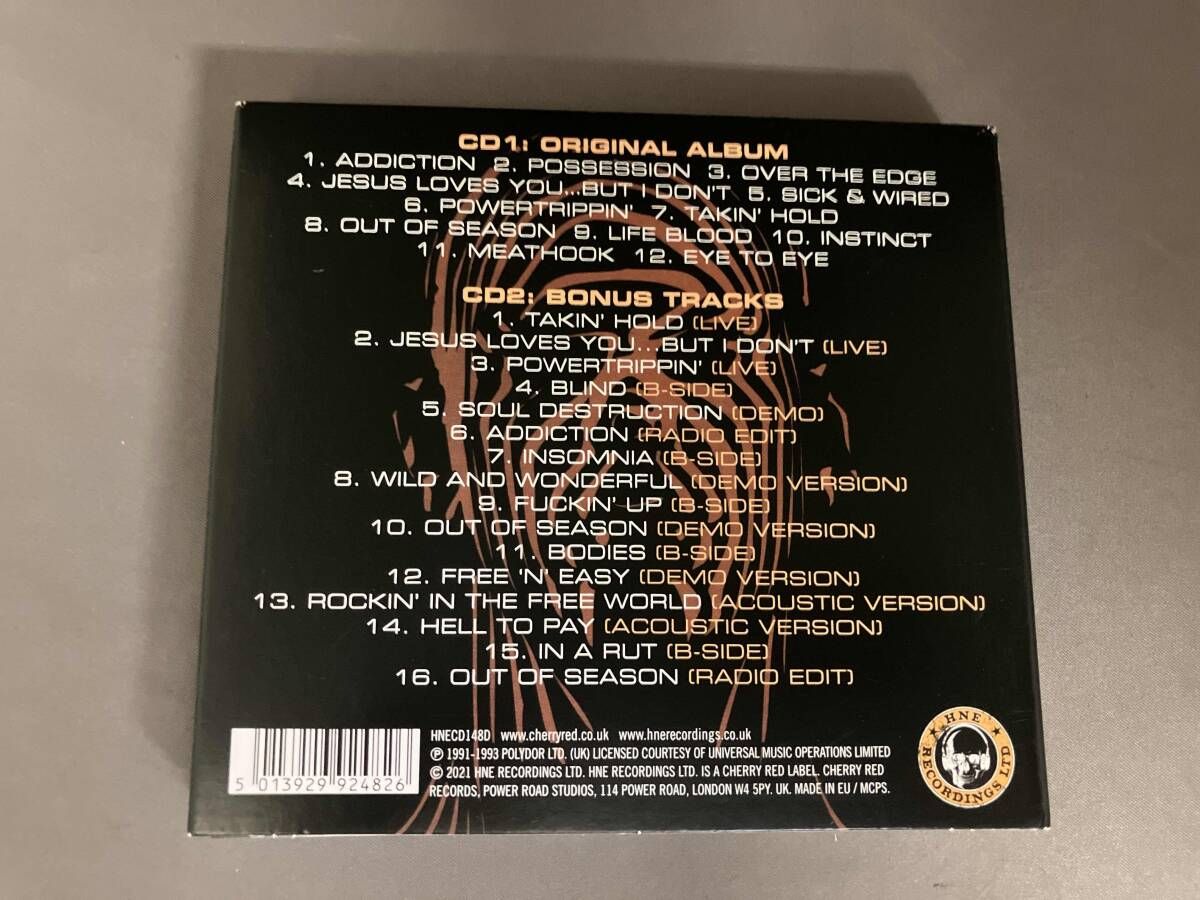 CD1: ORIGINAL ALBUM
1. ADDICTION 2. POSSESSION 3. OVER THE EDGE
4. JESUS LOVES YOU...BUT I DON'T 5. SICK & WIRED
6. POWERTRIPPIN' 7. TAKIN' HOLD
8. OUT OF SEASON 9. LIFE BLOOD 10. INSTINCT
11. MEATHOOK 12. EYE TO EYE
CD2: BONUS TRACKS
1. TAKIN' HOLD (LIVE)
2. JESUS LOVES YOU...BUT I DON'T (LIVE)
3. POWERTRIPPIN' (LIVE)
4. BLIND (B-SIDE)
5. SOUL DESTRUCTION (DEMO)
6. ADDICTION (RADIO EDIT)
7. INSOMNIA (B-SIDE)
8. WILD AND WONDERFUL (DEMO VERSION)
9. FUCKIN' UP (B-SIDE)
10. OUT OF SEASON (DEMO VERSION)
11. BODIES (B-SIDE)
12. FREE 'N' EASY (DEMO VERSION)
13. ROCKIN' IN THE FREE WORLD (ACOUSTIC VERSION)
14. HELL TO PAY (ACOUSTIC VERSION)
15. IN A RUT (B-SIDE)
16. OUT OF SEASON (RADIO EDIT)
HNECD148D www.cherryred.co.uk www.hnerecordings.co.uk
℗ 1991-1993 POLYDOR LTD. (UK) LICENSED COURTESY OF UNIVERSAL MUSIC OPERATIONS LIMITED
© 2021 HNE RECORDINGS LTD. HNE RECORDINGS LTD. IS A CHERRY RED LABEL. CHERRY RED
RECORDS, POWER ROAD STUDIOS, 114 POWER ROAD, LONDON W4 5PY. UK. MADE IN EU / MCPS.
5 013929 924826
HNE
RECORDINGS LTD